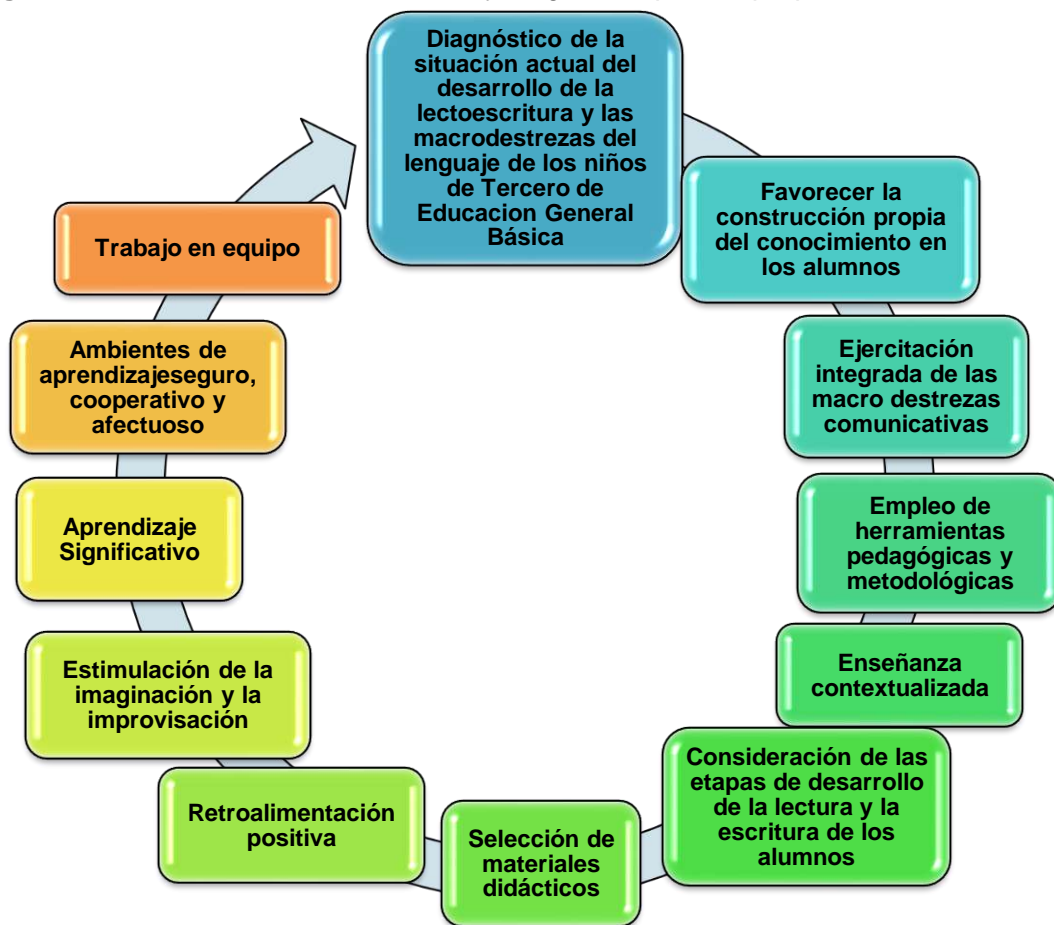 Diagnóstico de la
situación actual del
desarrollo de la
lectoescritura y las
macrodestrezas del
lenguaje de los niños
de Tercero de
Educacion General
Básica
Favorecer la
construcción propia
del conocimiento en
los alumnos
Ejercitación
integrada de las
macro destrezas
comunicativas
Empleo de
herramientas
pedagógicas y
metodológicas
Enseñanza
contextualizada
Consideración de las
etapas de desarrollo
de la lectura y la
escritura de los
alumnos
Selección de
materiales
didácticos
Retroalimentación
positiva
Estimulación de la
imaginación y la
improvisación
Aprendizaje
Significativo
Ambientes de
aprendizajeseguro,
cooperativo y
afectuoso
Trabajo en equipo